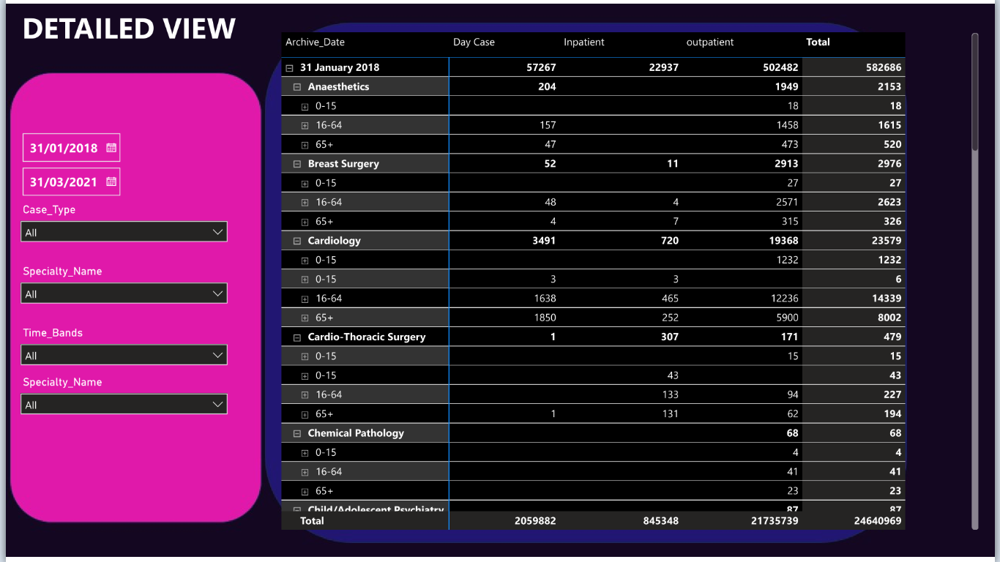 DETAILED VIEW
31/01/2018
31/03/2021
Case_Type
All
Specialty_Name
All
Time_Bands
All
Specialty_Name
All
Archive_Date Day Case Inpatient outpatient Total
31 January 2018 57267 22937 502482 582686
Anaesthetics 204 1949 2153
0-15 18 18
16-64 157 1458 1615
65+ 47 473 520
Breast Surgery 52 11 2913 2976
0-15 27 27
16-64 48 4 2571 2623
65+ 4 7 315 326
Cardiology 3491 720 19368 23579
0-15 1232 1232
0-15 3 3 6
16-64 1638 465 12236 14339
65+ 1850 252 5900 8002
Cardio-Thoracic Surgery 1 307 171 479
0-15 15 15
0-15 43 43
16-64 133 94 227
65+ 1 131 62 194
Chemical Pathology 68 68
0-15 4 4
16-64 41 41
65+ 23 23
Child/Adolescent Psychiatry 87 87
Total 2059882 845348 21735739 24640969